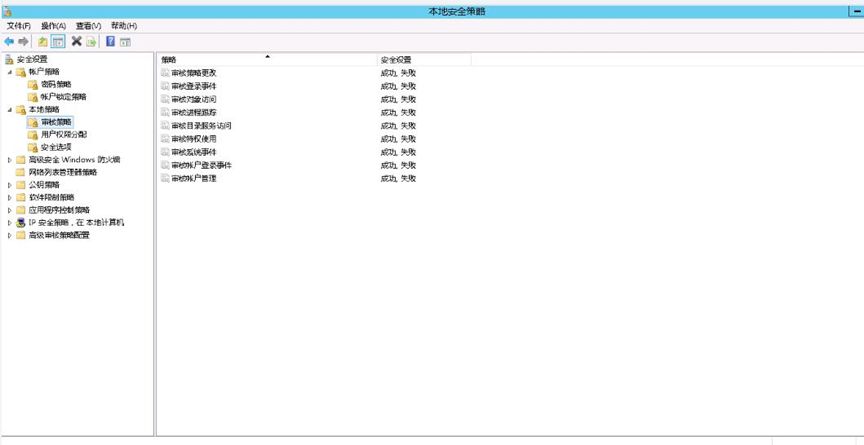 本地安全策略
文件(F) 操作(A) 查看(V) 帮助(H)
安全设置
帐户策略
密码策略
帐户锁定策略
本地策略
审核策略
用户权限分配
安全选项
高级安全 Windows 防火墙
网络列表管理器策略
公钥策略
软件限制策略
应用程序控制策略
IP 安全策略，在 本地计算机
高级审核策略配置
策略 安全设置
审核策略更改 成功, 失败
审核登录事件 成功, 失败
审核对象访问 成功, 失败
审核进程跟踪 成功, 失败
审核目录服务访问 成功, 失败
审核特权使用 成功, 失败
审核系统事件 成功, 失败
审核帐户登录事件 成功, 失败
审核帐户管理 成功, 失败